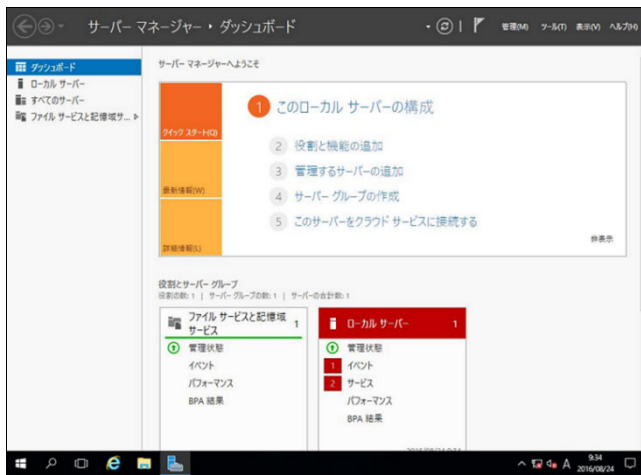 サーバー マネージャー・ダッシュボード
管理(M) ツール(T) 表示(V) ヘルプ(H)
ダッシュボード
ローカル サーバー
すべてのサーバー
ファイル サービスと記憶域サ...
サーバー マネージャーへようこそ
クイック スタート(Q)
最新情報(W)
詳細情報(L)
1 このローカル サーバーの構成
2 役割と機能の追加
3 管理するサーバーの追加
4 サーバー グループの作成
5 このサーバーをクラウド サービスに接続する
非表示
役割とサーバー グループ
役割の数: 1 | サーバー グループの数: 1 | サーバーの合計数: 1
ファイル サービスと記憶域 サービス 1
管理状態
イベント
パフォーマンス
BPA 結果
ローカル サーバー 1
管理状態
1 イベント
2 サービス
パフォーマンス
BPA 結果
2016/08/24 9:34
A
9:34
2016/08/24